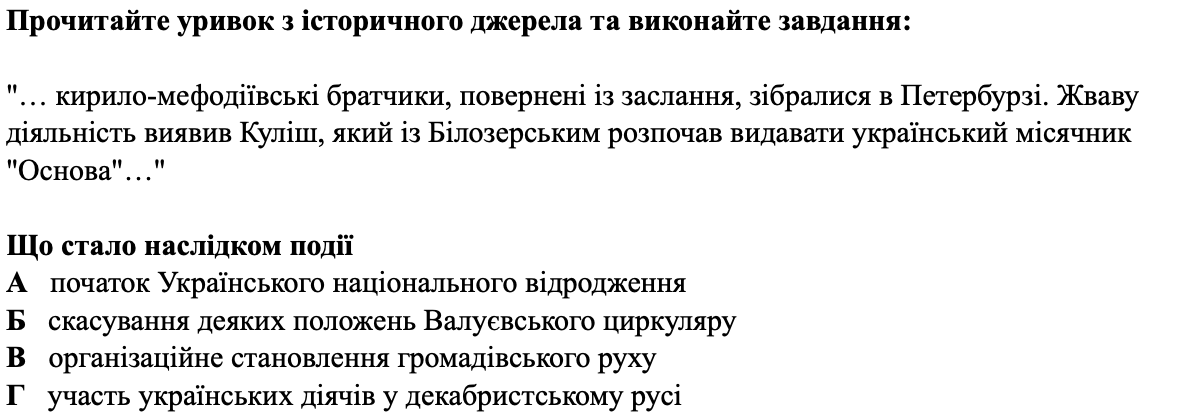 Прочитайте уривок з історичного джерела та виконайте завдання:
"… кирило-мефодіївські братчики, повернені із заслання, зібралися в Петербурзі. Жваву
діяльність виявив Куліш, який із Білозерським розпочав видавати український місячник
"Основа"…"
Що стало наслідком події
А початок Українського національного відродження
Б скасування деяких положень Валуєвського циркуляру
В організаційне становлення громадівського руху
Г участь українських діячів у декабристському русі